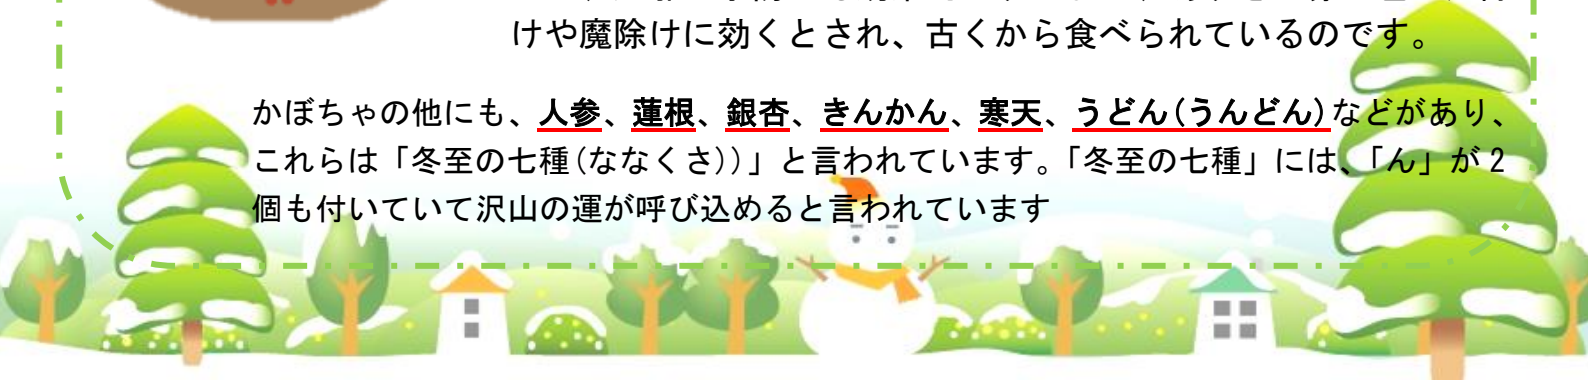 けや魔除けに効くとされ、古くから食べられているのです。
かぼちゃの他にも、人参、蓮根、銀杏、きんかん、寒天、うどん(うんどん)などがあり、
これらは「冬至の七種(ななくさ))」と言われています。「冬至の七種」には、「ん」が 2
個も付いていて沢山の運が呼び込めると言われています